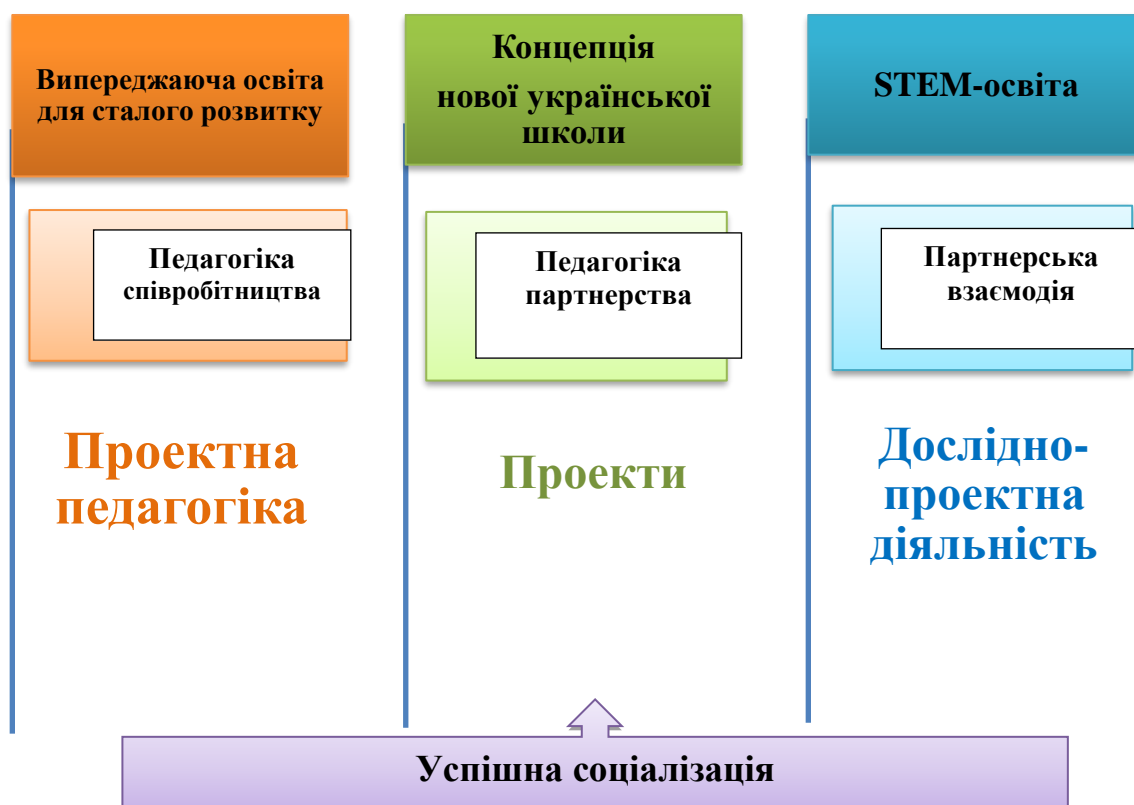 Випереджаюча освіта
для сталого розвитку
Педагогіка
співробітництва
Проектна
педагогіка
Концепція
нової української
школи
Педагогіка
партнерства
Проекти
STEM-освіта
Партнерська
взаємодія
Дослідно-
проектна
діяльність
Успішна соціалізація